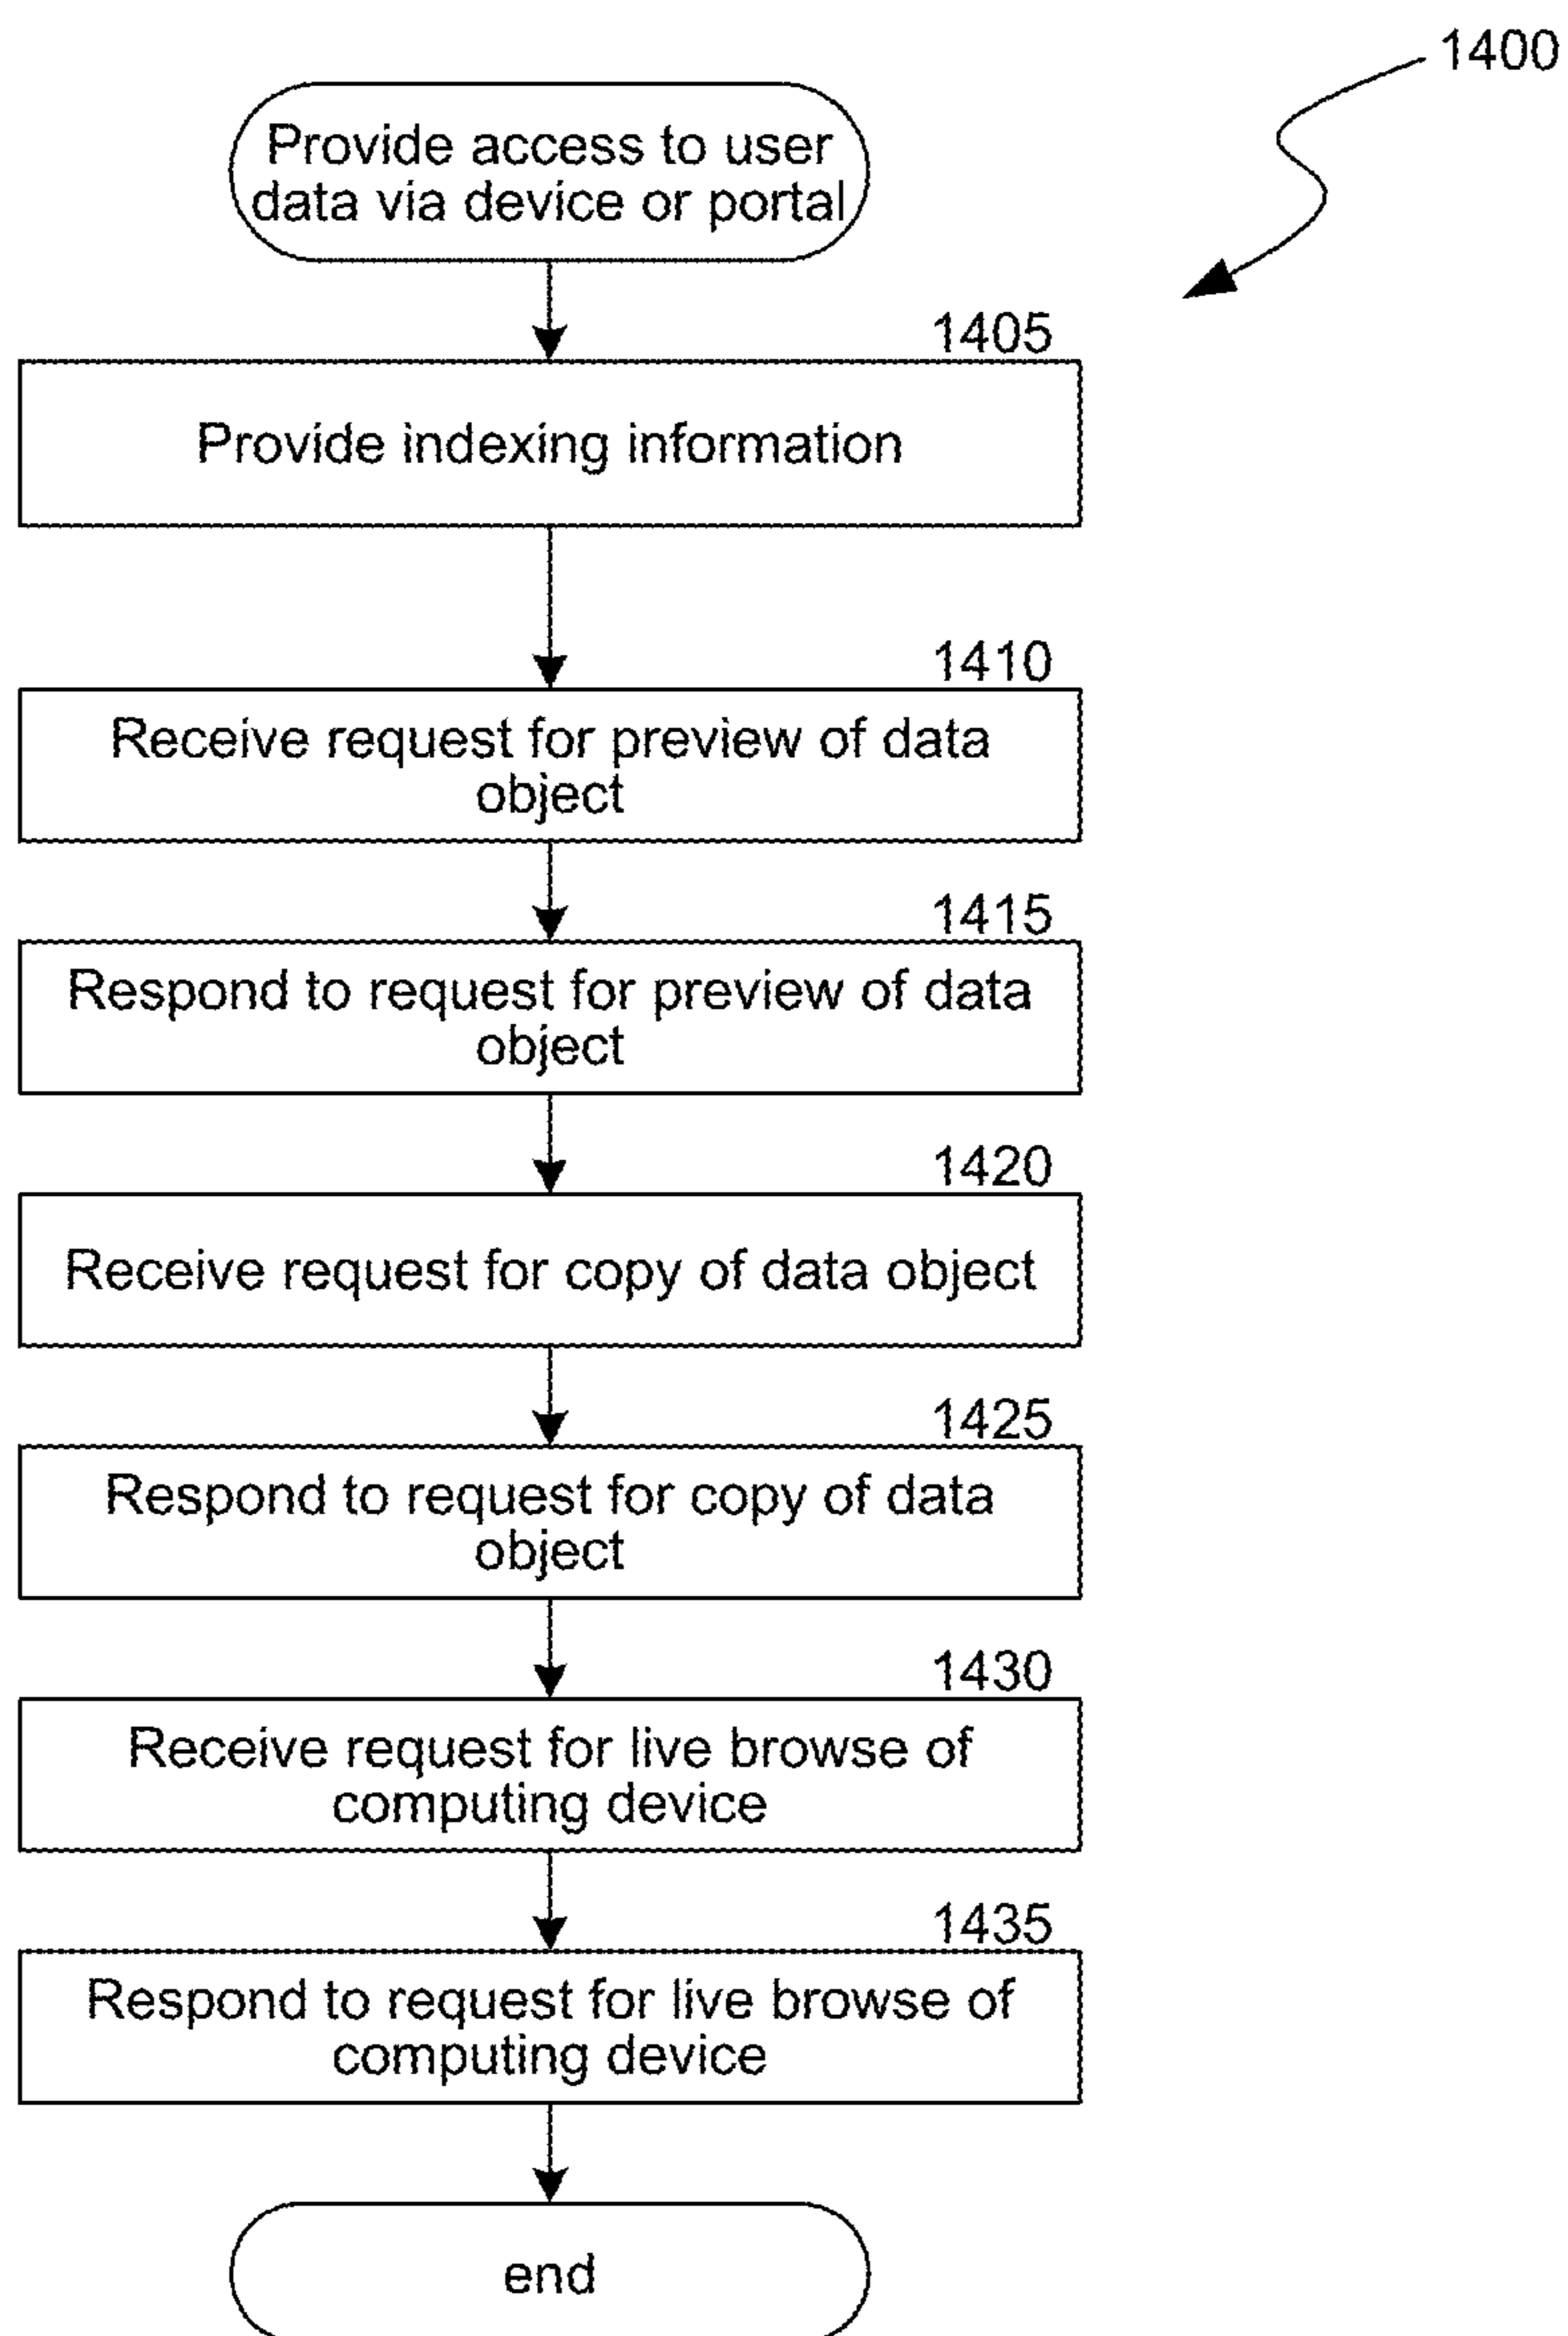 1400
Provide access to user
data via device or portal
1405
Provide indexing information
1410
Receive request for preview of data
object
1415
Respond to request for preview of data
object
1420
Receive request for copy of data object
1425
Respond to request for copy of data
object
1430
Receive request for live browse of
computing device
1435
Respond to request for live browse of
computing device
end